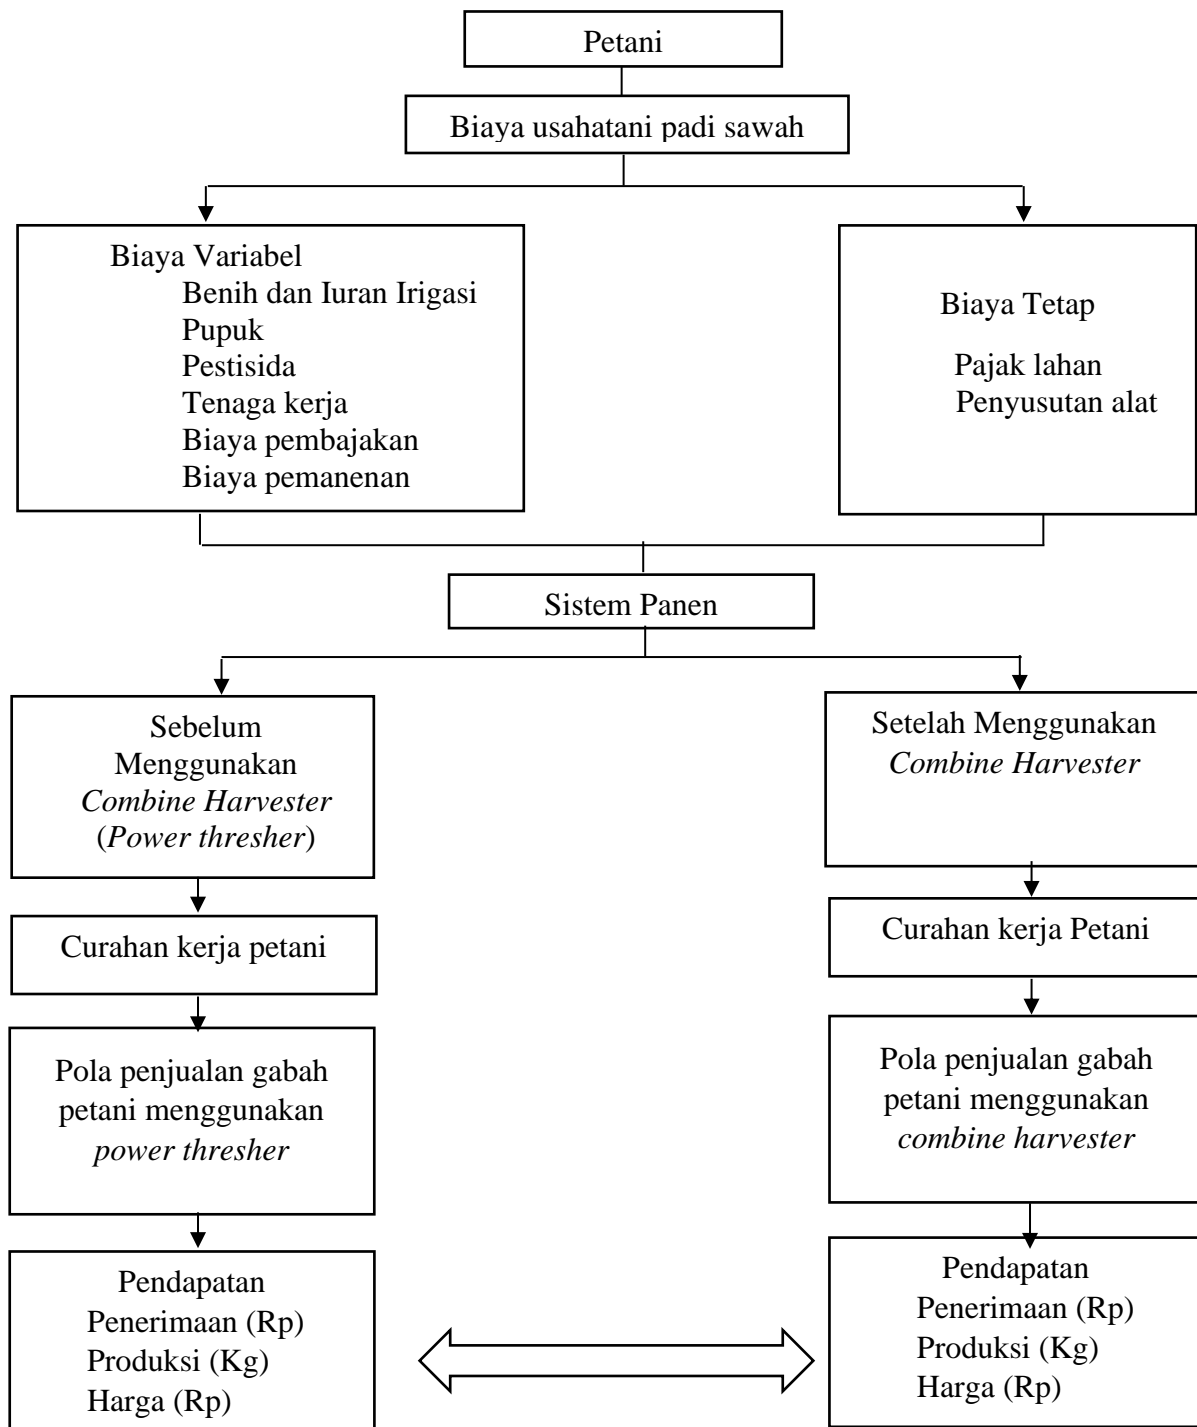 Petani
Biaya usahatani padi sawah
Biaya Variabel
Benih dan Iuran Irigasi
Pupuk
Pestisida
Tenaga kerja
Biaya pembajakan
Biaya pemanenan
Biaya Tetap
Pajak lahan
Penyusutan alat
Sistem Panen
Sebelum
Menggunakan
Combine Harvester
(Power thresher)
Setelah Menggunakan
Combine Harvester
Curahan kerja petani
Curahan kerja Petani
Pola penjualan gabah
petani menggunakan
power thresher
Pola penjualan gabah
petani menggunakan
combine harvester
Pendapatan
Penerimaan (Rp)
Produksi (Kg)
Harga (Rp)
Pendapatan
Penerimaan (Rp)
Produksi (Kg)
Harga (Rp)